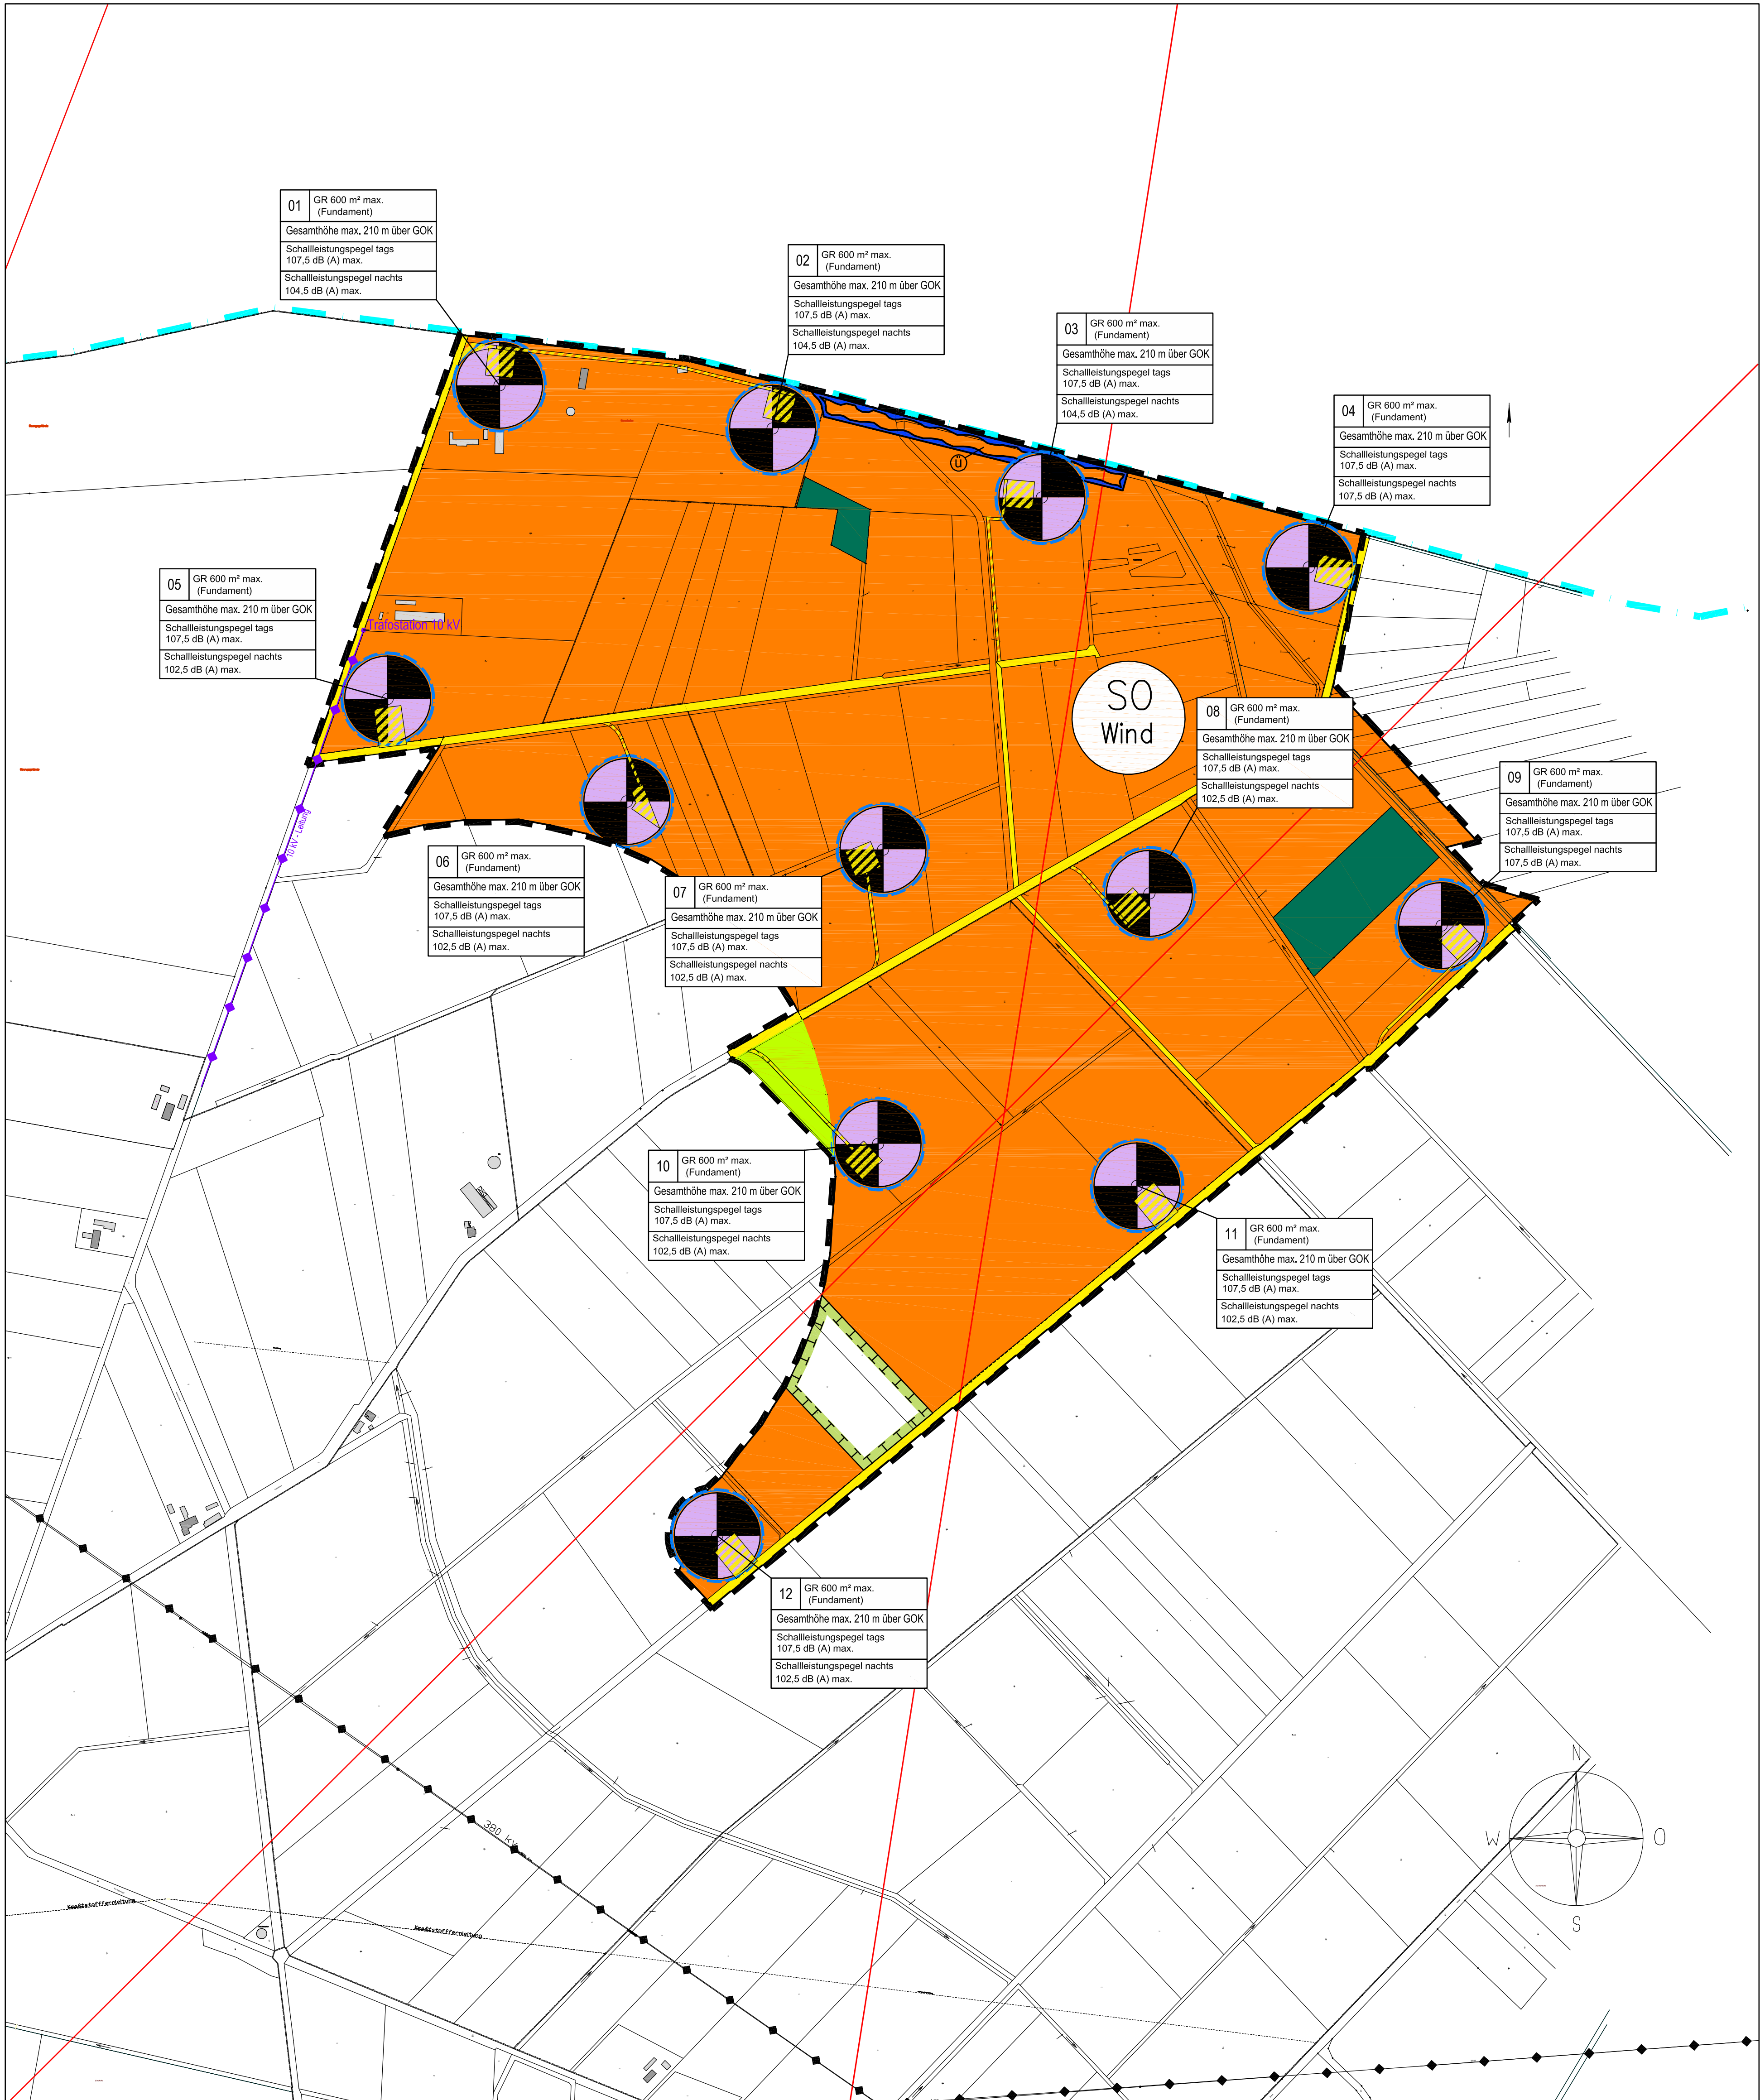 01
GR 600 m² max.
(Fundament)
Gesamthöhe max. 210 m über GOK
Schallleistungspegel tags
107,5 dB (A) max.
Schallleistungspegel nachts
104,5 dB (A) max.
02
GR 600 m² max.
(Fundament)
Gesamthöhe max. 210 m über GOK
Schallleistungspegel tags
107,5 dB (A) max.
Schallleistungspegel nachts
104,5 dB (A) max.
03
GR 600 m² max.
(Fundament)
Gesamthöhe max. 210 m über GOK
Schallleistungspegel tags
107,5 dB (A) max.
Schallleistungspegel nachts
104,5 dB (A) max.
04
GR 600 m² max.
(Fundament)
Gesamthöhe max. 210 m über GOK
Schallleistungspegel tags
107,5 dB (A) max.
Schallleistungspegel nachts
107,5 dB (A) max.
ü
05
GR 600 m² max.
(Fundament)
Gesamthöhe max. 210 m über GOK
Schallleistungspegel tags
107,5 dB (A) max.
Schallleistungspegel nachts
102,5 dB (A) max.
Trafostation 10 kV
SO
Wind
08
GR 600 m² max.
(Fundament)
Gesamthöhe max. 210 m über GOK
Schallleistungspegel tags
107,5 dB (A) max.
Schallleistungspegel nachts
102,5 dB (A) max.
09
GR 600 m² max.
(Fundament)
Gesamthöhe max. 210 m über GOK
Schallleistungspegel tags
107,5 dB (A) max.
Schallleistungspegel nachts
107,5 dB (A) max.
10 kV - Leitung
06
GR 600 m² max.
(Fundament)
Gesamthöhe max. 210 m über GOK
Schallleistungspegel tags
107,5 dB (A) max.
Schallleistungspegel nachts
102,5 dB (A) max.
07
GR 600 m² max.
(Fundament)
Gesamthöhe max. 210 m über GOK
Schallleistungspegel tags
107,5 dB (A) max.
Schallleistungspegel nachts
102,5 dB (A) max.
10
GR 600 m² max.
(Fundament)
Gesamthöhe max. 210 m über GOK
Schallleistungspegel tags
107,5 dB (A) max.
Schallleistungspegel nachts
102,5 dB (A) max.
11
GR 600 m² max.
(Fundament)
Gesamthöhe max. 210 m über GOK
Schallleistungspegel tags
107,5 dB (A) max.
Schallleistungspegel nachts
102,5 dB (A) max.
12
GR 600 m² max.
(Fundament)
Gesamthöhe max. 210 m über GOK
Schallleistungspegel tags
107,5 dB (A) max.
Schallleistungspegel nachts
102,5 dB (A) max.
N
W
O
S
380 kV
Kraftstofffernleitung
Kraftstofffernleitung